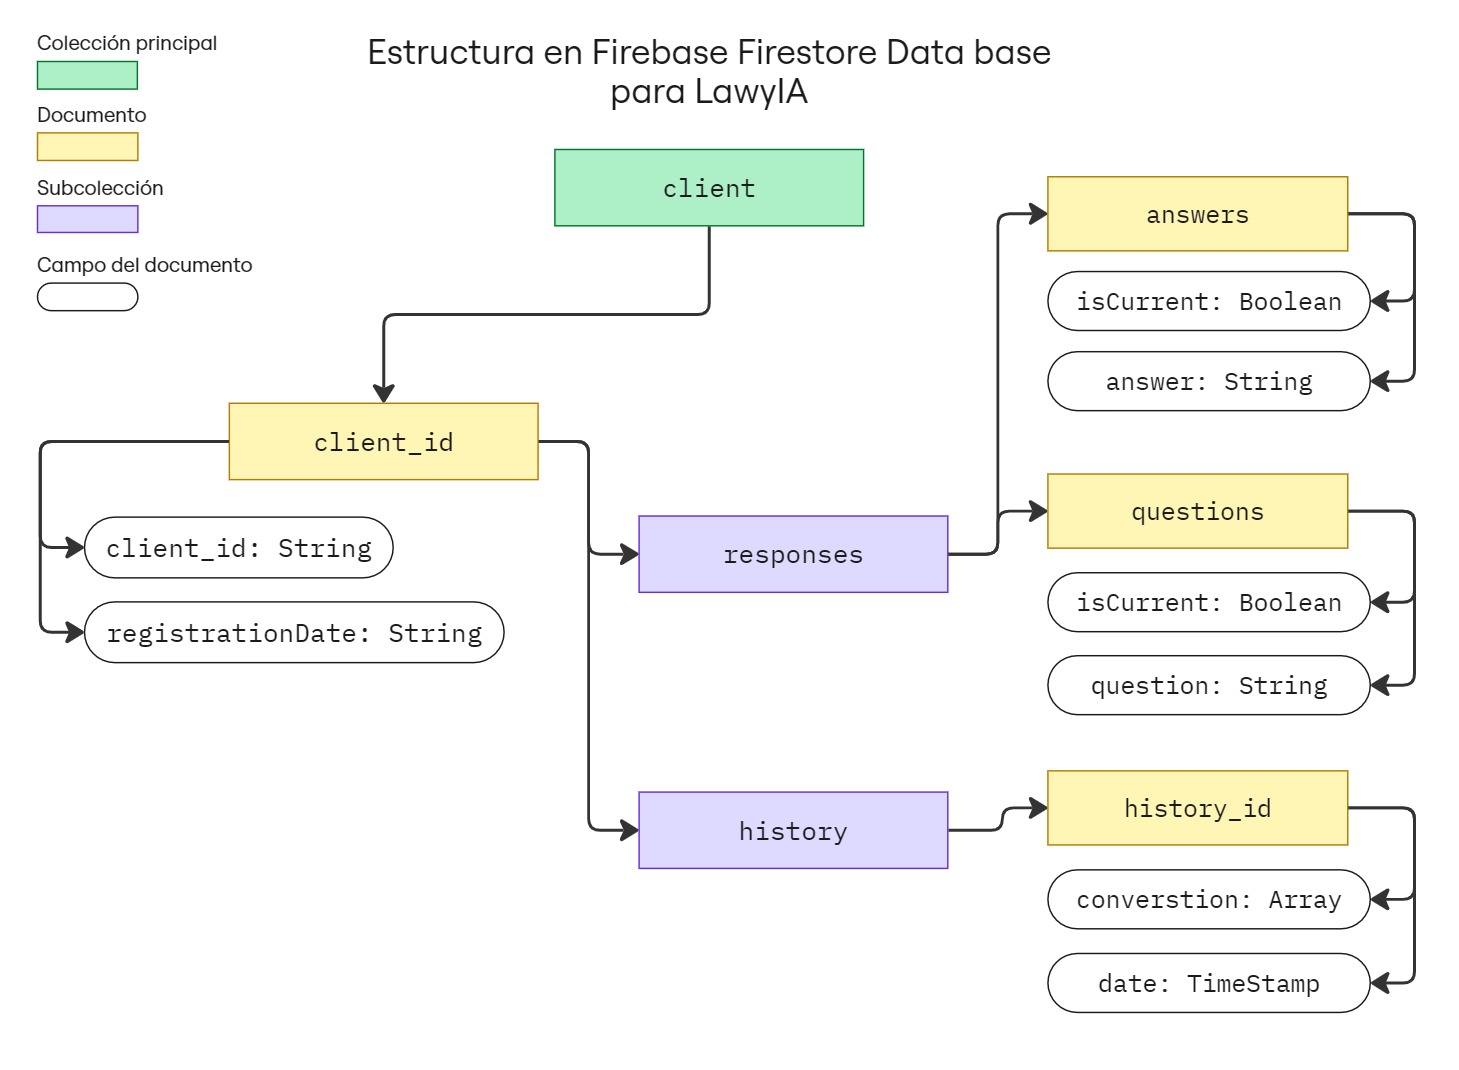 Colección principal
Documento
Subcolección
Campo del documento
Estructura en Firebase Firestore Data base
para LawyIA
client
client_id
client_id: String
registrationDate: String
responses
history
answers
isCurrent: Boolean
answer: String
questions
isCurrent: Boolean
question: String
history_id
converstion: Array
date: TimeStamp